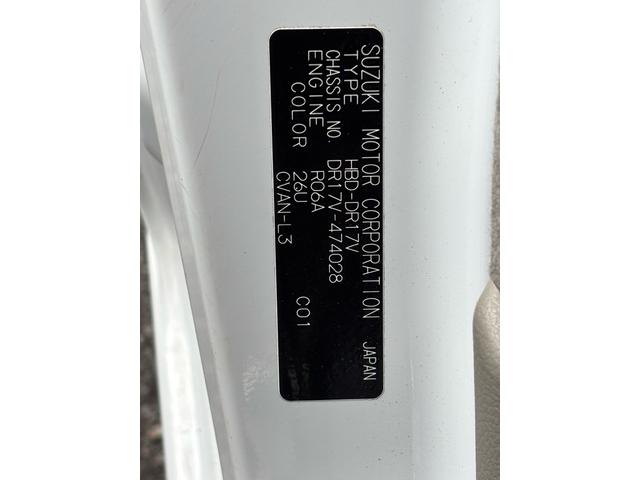 SUZUKI MOTOR CORPORATION JAPAN
TYPE HBD-DR17V
CHASSIS NO. DR17V-474028
ENGINE R06A
COLOR 26U C01
CVAN-L3